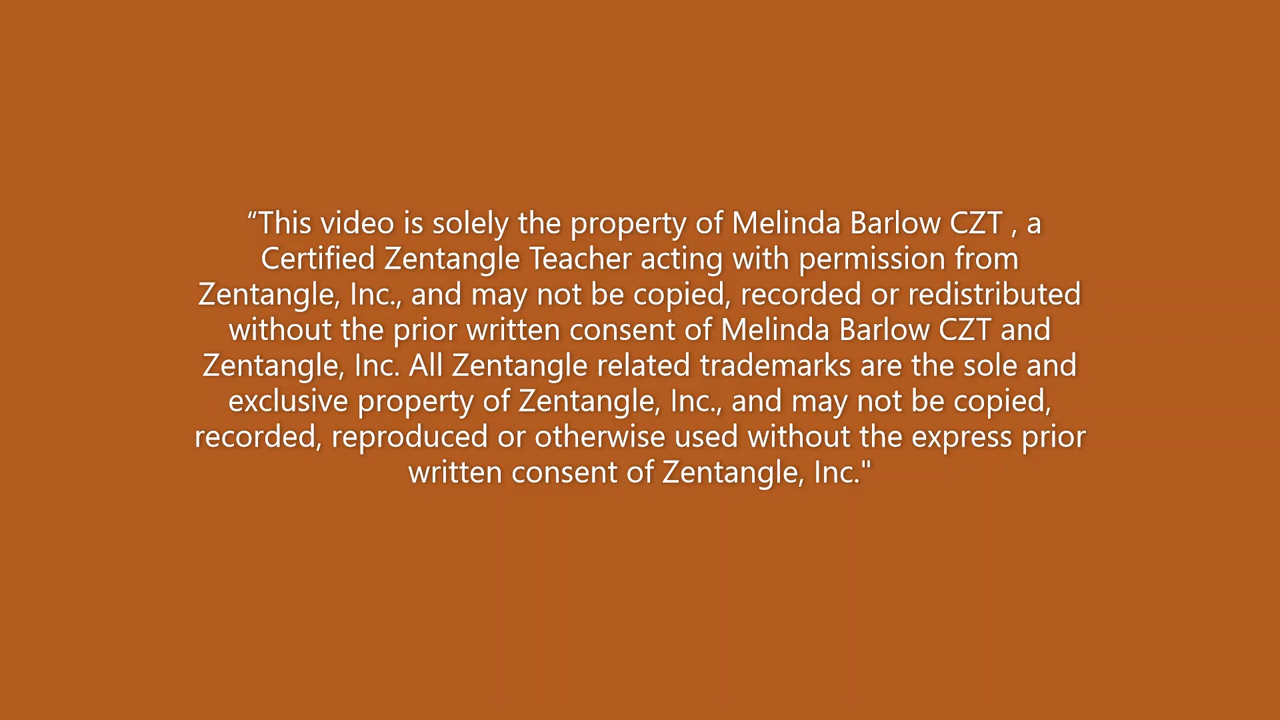 “This video is solely the property of Melinda Barlow CZT , a
Certified Zentangle Teacher acting with permission from
Zentangle, Inc., and may not be copied, recorded or redistributed
without the prior written consent of Melinda Barlow CZT and
Zentangle, Inc. All Zentangle related trademarks are the sole and
exclusive property of Zentangle, Inc., and may not be copied,
recorded, reproduced or otherwise used without the express prior
written consent of Zentangle, Inc."